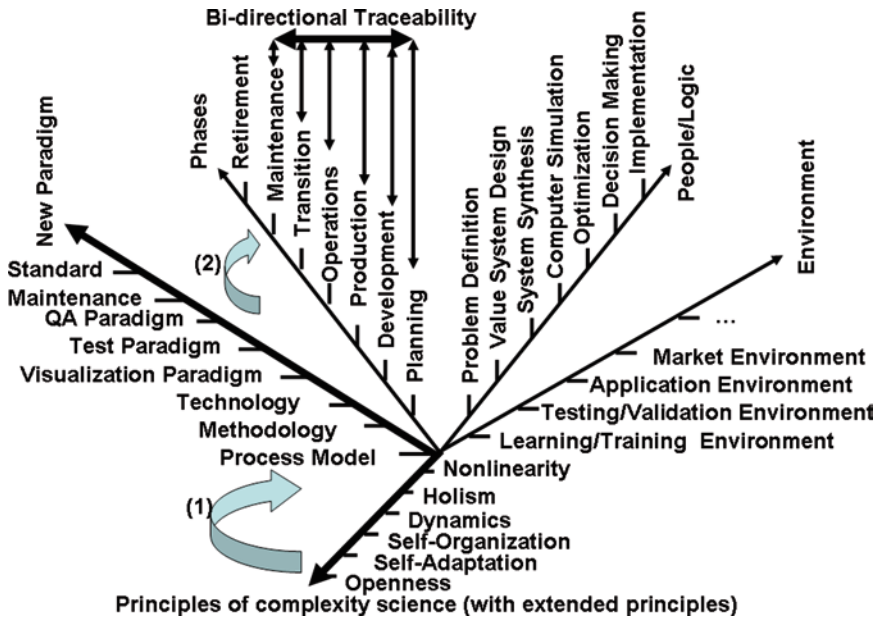 Bi-directional Traceability
New Paradigm
Standard
Maintenance
QA Paradigm
Test Paradigm
Visualization Paradigm
Technology
Methodology
Process Model
Phases
Retirement
Maintenance
Transition
Operations
Production
Development
Planning
Problem Definition
Value System Design
System Synthesis
Computer Simulation
Optimization
Decision Making
Implementation
People/Logic
Environment
...
Market Environment
Application Environment
Testing/Validation Environment
Learning/Training Environment
(2)
(1)
Nonlinearity
Holism
Dynamics
Self-Organization
Self-Adaptation
Openness
Principles of complexity science (with extended principles)